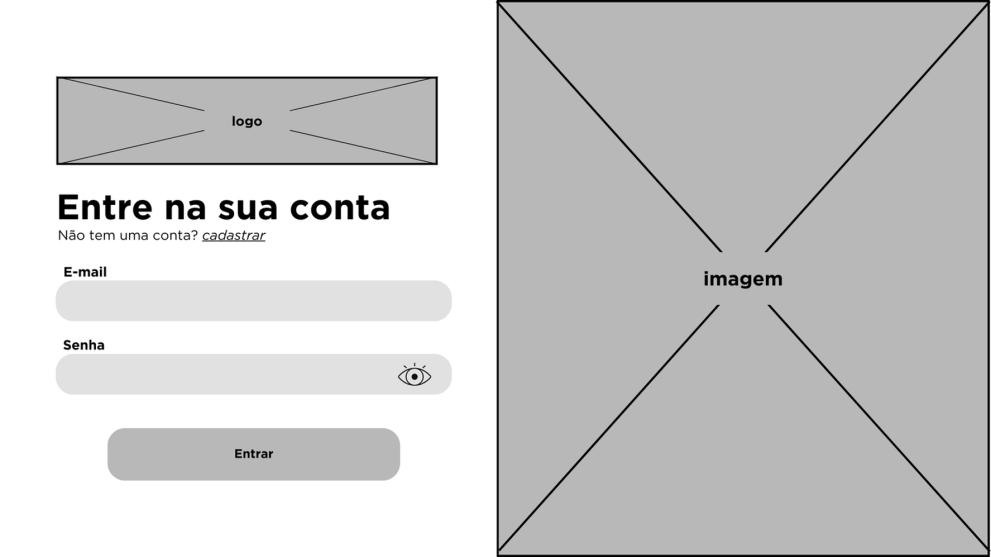 logo
Entre na sua conta
Não tem uma conta? cadastrar
E-mail
Senha
Entrar
imagem